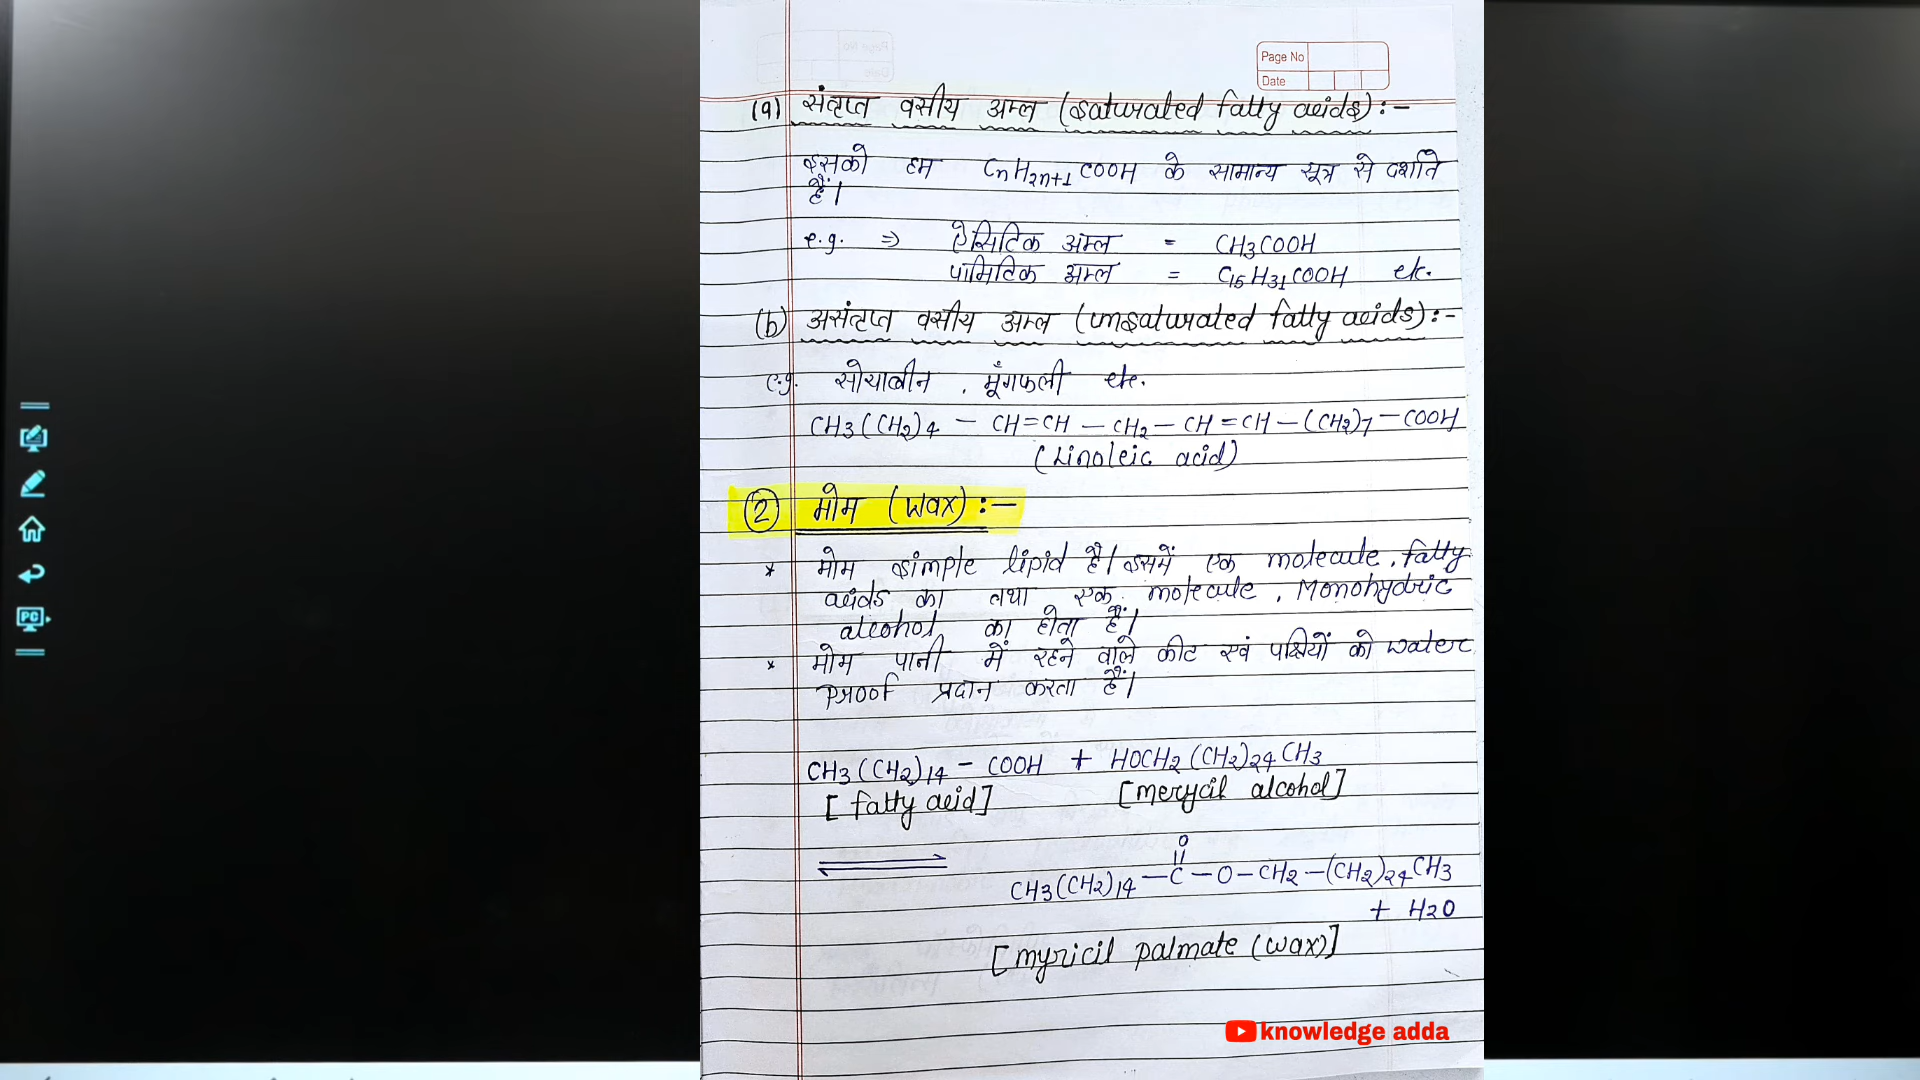 Page No
Date
(a) संतृप्त वसीय अम्ल (saturated fatty acids):-
इसको हम CnH2n+1COOH के सामान्य सूत्र से दर्शाते
हैं।
e.g. ⇒ ऐसिटिक अम्ल = CH3COOH
पामिटिक अम्ल = C15H31COOH etc.
(b) असंतृप्त वसीय अम्ल (unsaturated fatty acids):-
e.g. सोयाबीन , मूँगफली etc.
CH3(CH2)4 - CH=CH - CH2 - CH=CH - (CH2)7 - COOH
(Linoleic acid)
② मोम (wax):-
* मोम simple lipid है। इसमें एक molecule, fatty
acids का तथा एक molecule, Monohydric
alcohol का होता हैं।
* मोम पानी में रहने वाले कीट एवं पक्षियों को water
proof प्रदान करता हैं।
CH3(CH2)14 - COOH + HOCH2(CH2)24CH3
[fatty acid] [merycil alcohol]
O
||
⇌ CH3(CH2)14 - C - O - CH2 - (CH2)24CH3
+ H2O
[myricil palmate (wax)]
knowledge adda
PC